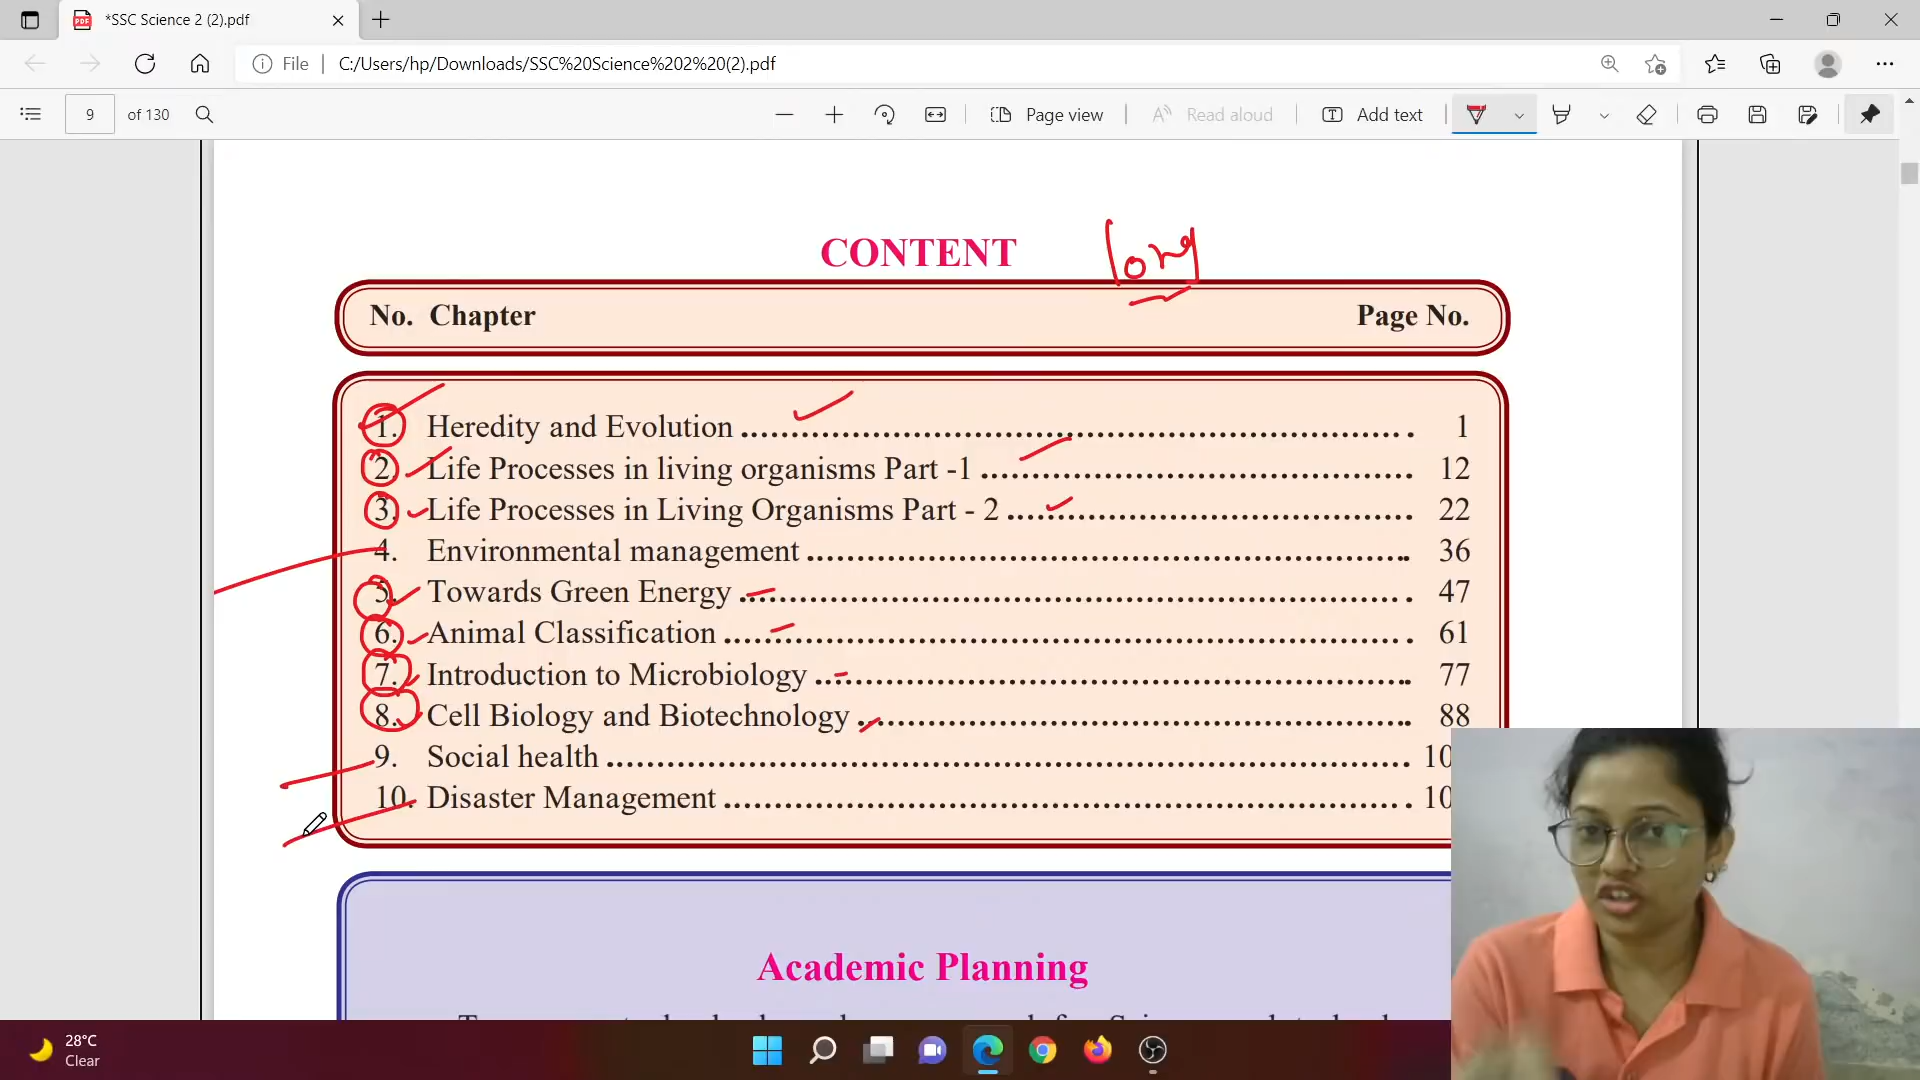 *SSC Science 2 (2).pdf
File | C:/Users/hp/Downloads/SSC%20Science%202%20(2).pdf
9 of 130 Page view Read aloud Add text
CONTENT long
No. Chapter Page No.
1. Heredity and Evolution 1
2. Life Processes in living organisms Part -1 12
3. Life Processes in Living Organisms Part - 2 22
4. Environmental management 36
5. Towards Green Energy 47
6. Animal Classification 61
7. Introduction to Microbiology 77
8. Cell Biology and Biotechnology 88
9. Social health 10
10. Disaster Management 10
Academic Planning
28°C
Clear